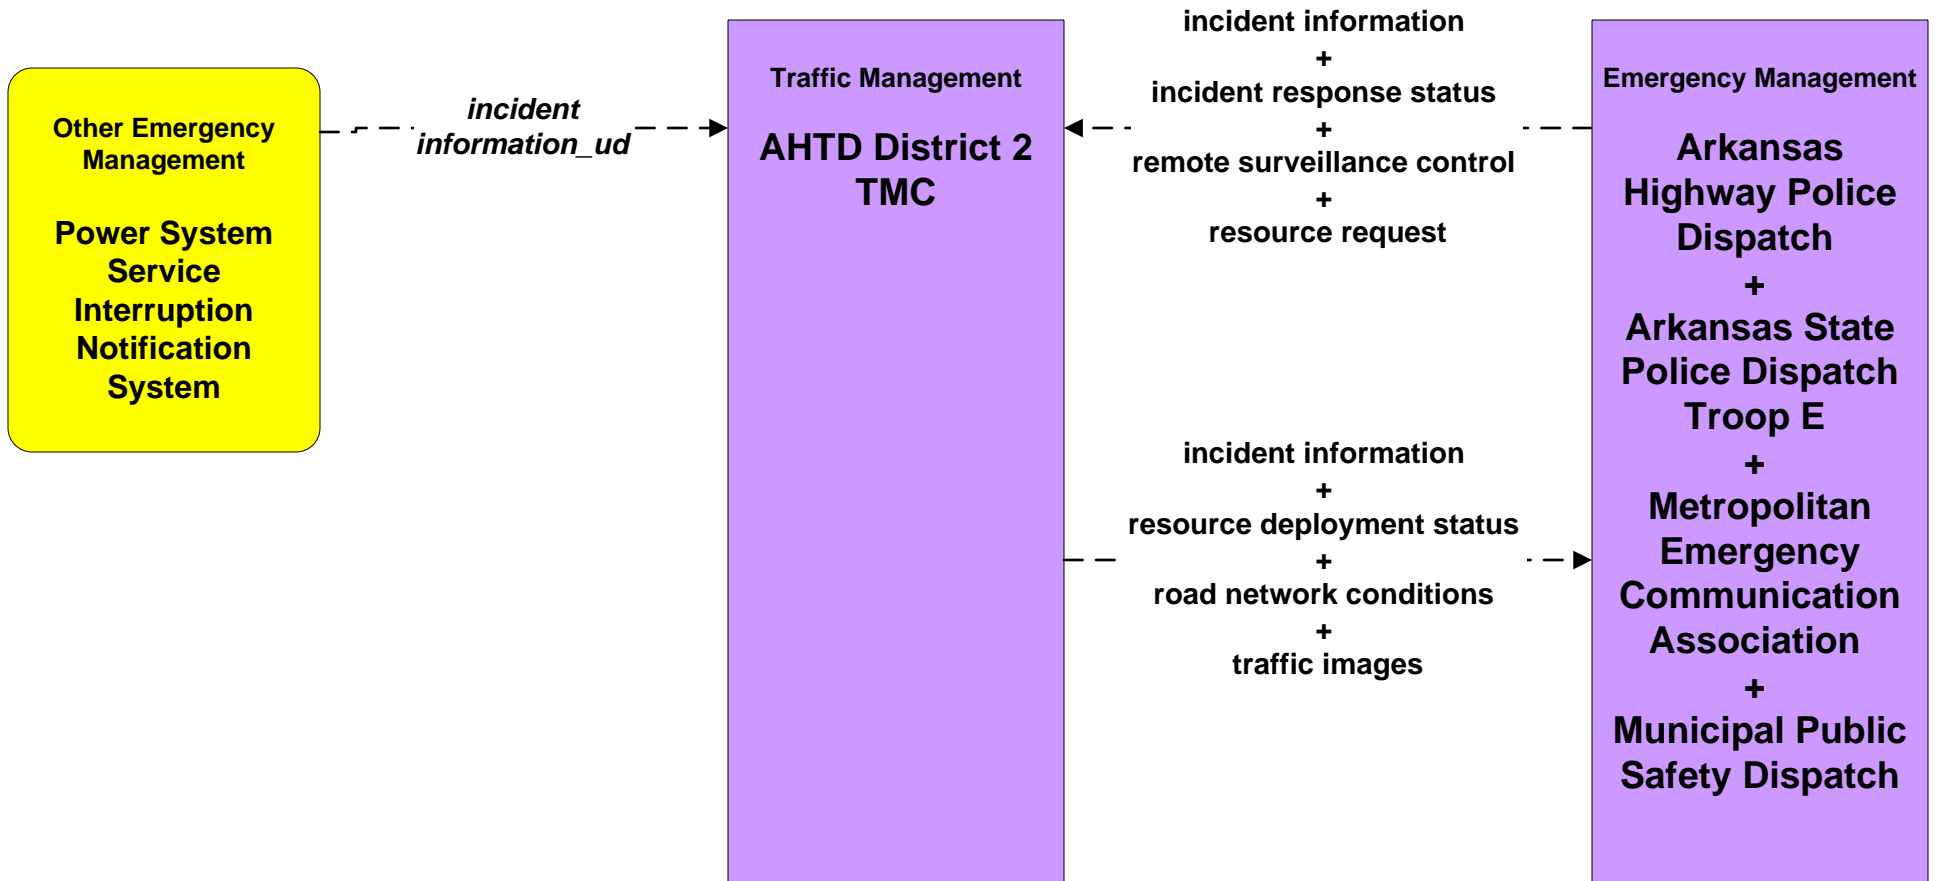 Other Emergency
Management
Power System
Service
Interruption
Notification
System
incident
information_ud
Traffic Management
AHTD District 2
TMC
incident information
+
incident response status
+
remote surveillance control
+
resource request
incident information
+
resource deployment status
+
road network conditions
+
traffic images
Emergency Management
Arkansas
Highway Police
Dispatch
+
Arkansas State
Police Dispatch
Troop E
+
Metropolitan
Emergency
Communication
Association
+
Municipal Public
Safety Dispatch